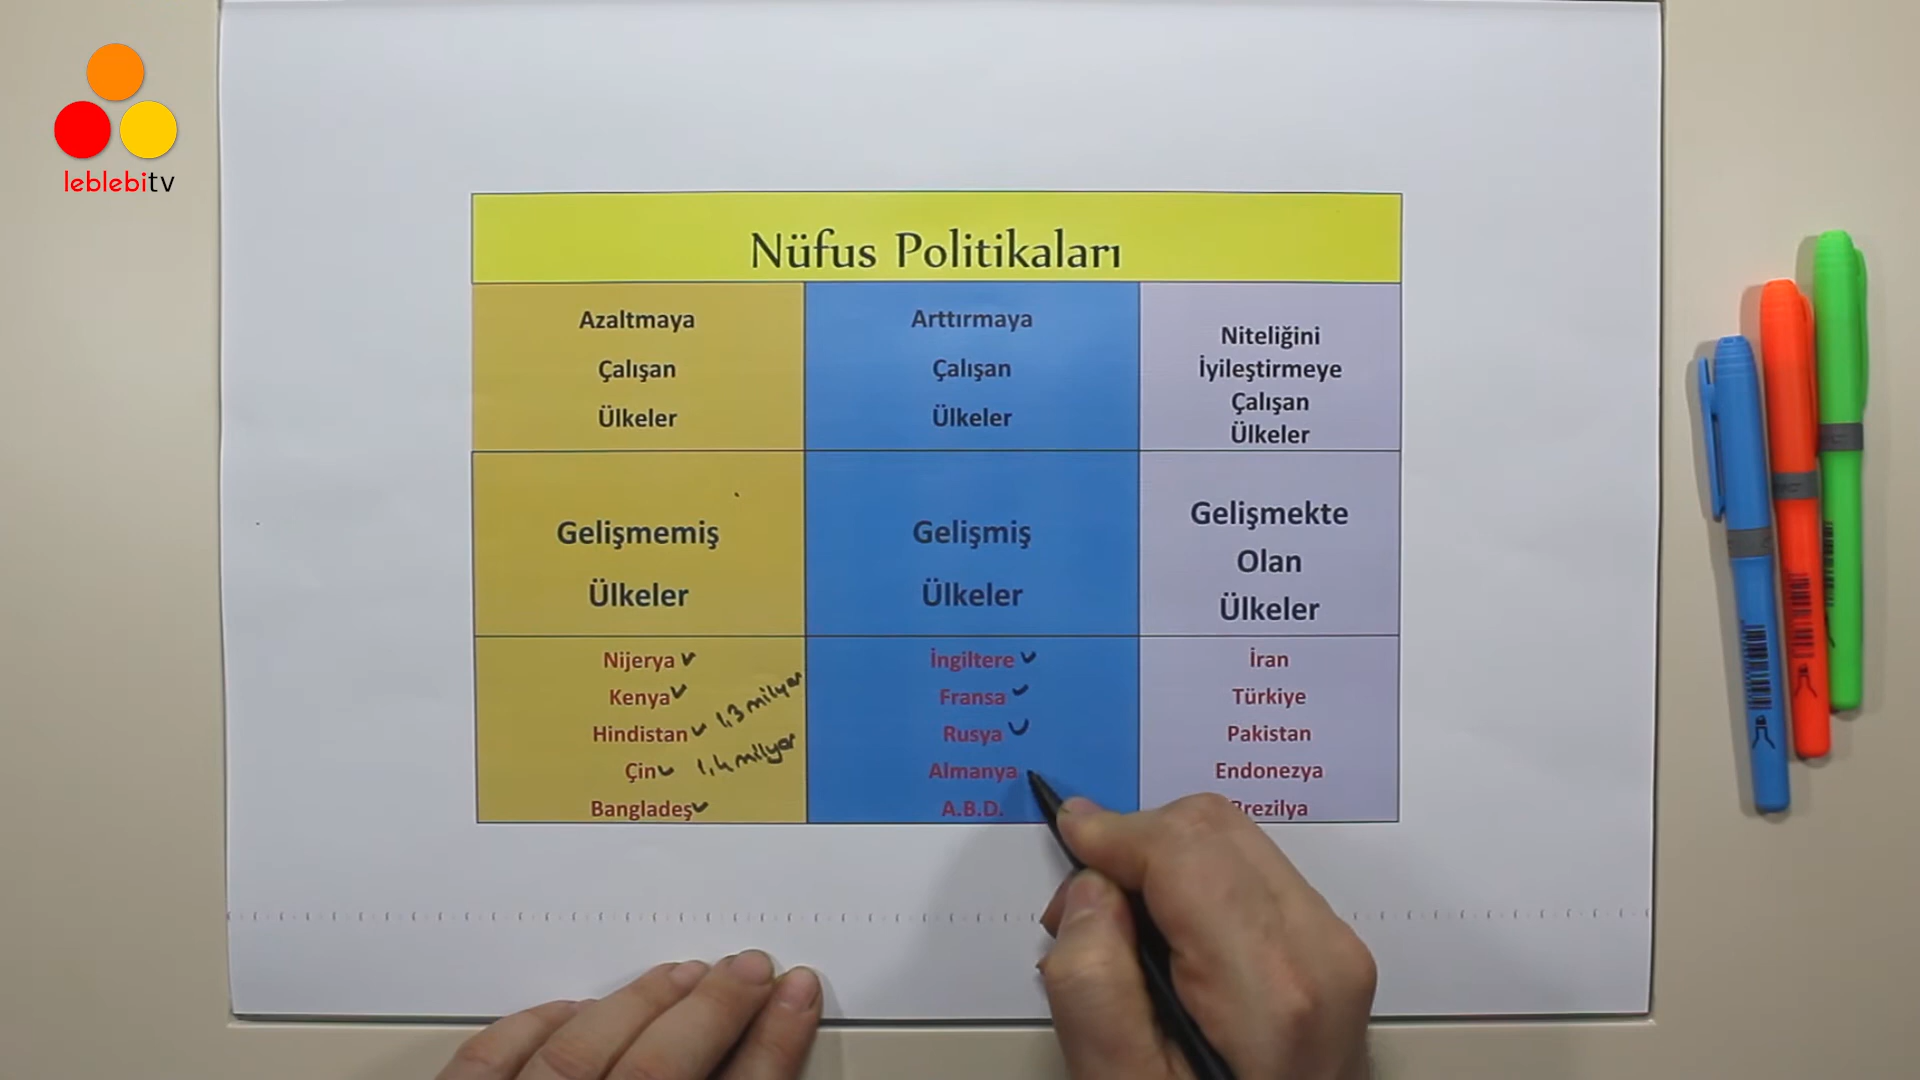 leblebitv
Nüfus Politikaları
Azaltmaya
Çalışan
Ülkeler
Arttırmaya
Çalışan
Ülkeler
Niteliğini
İyileştirmeye
Çalışan
Ülkeler
Gelişmemiş
Ülkeler
Gelişmiş
Ülkeler
Gelişmekte
Olan
Ülkeler
Nijerya
Kenya
Hindistan 1,3 milyar
Çin 1,4 milyar
Bangladeş
İngiltere
Fransa
Rusya
Almanya
A.B.D.
İran
Türkiye
Pakistan
Endonezya
Brezilya